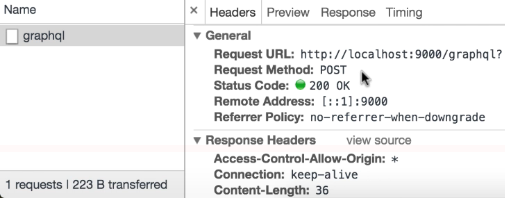 Name
graphql
1 requests | 223 B transferred
× Headers Preview Response Timing
▼ General
Request URL: http://localhost:9000/graphql?
Request Method: POST
Status Code: 200 OK
Remote Address: [::1]:9000
Referrer Policy: no-referrer-when-downgrade
▼ Response Headers view source
Access-Control-Allow-Origin: *
Connection: keep-alive
Content-Length: 36